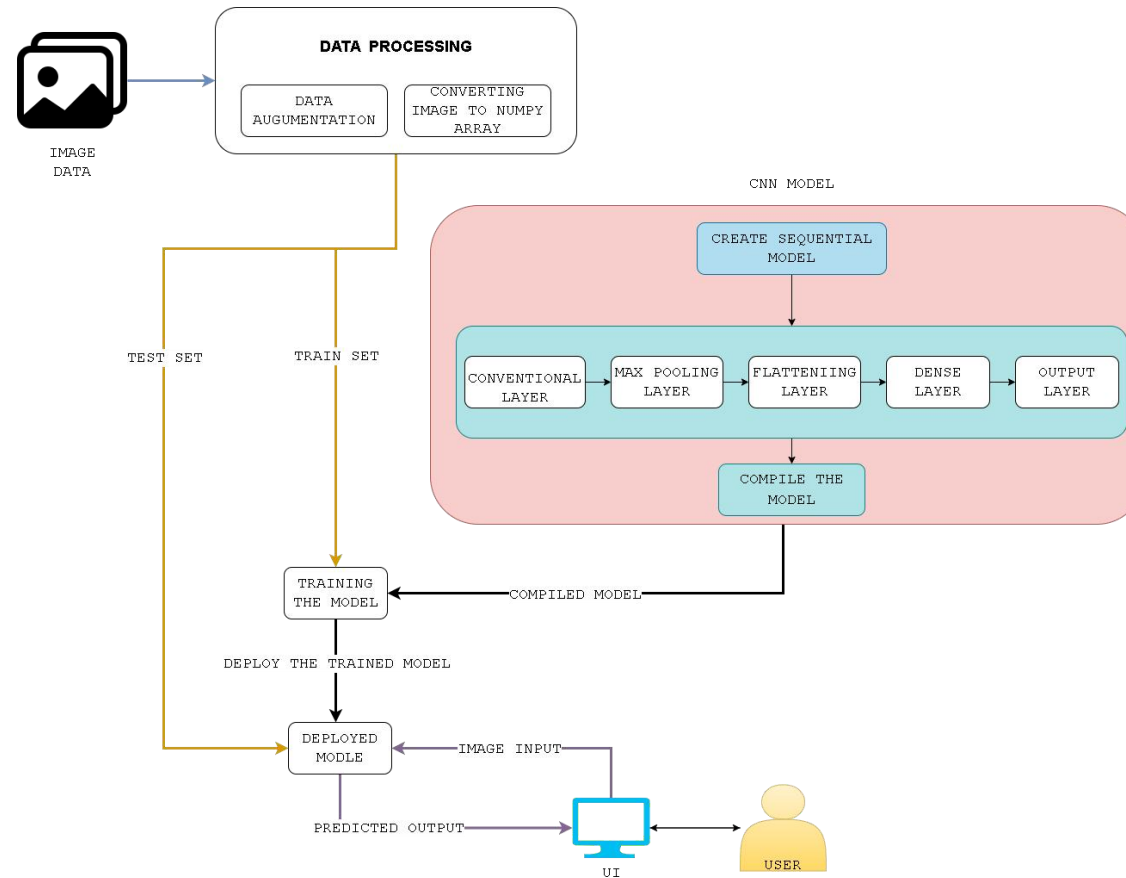 DATA PROCESSING
DATA
AUGUMENTATION
CONVERTING
IMAGE TO NUMPY
ARRAY
IMAGE
DATA
CNN MODEL
CREATE SEQUENTIAL
MODEL
TEST SET
TRAIN SET
CONVENTIONAL
LAYER
MAX POOLING
LAYER
FLATTENIING
LAYER
DENSE
LAYER
OUTPUT
LAYER
COMPILE THE
MODEL
TRAINING
THE MODEL
COMPILED MODEL
DEPLOY THE TRAINED MODEL
DEPLOYED
MODLE
IMAGE INPUT
PREDICTED OUTPUT
UI
USER